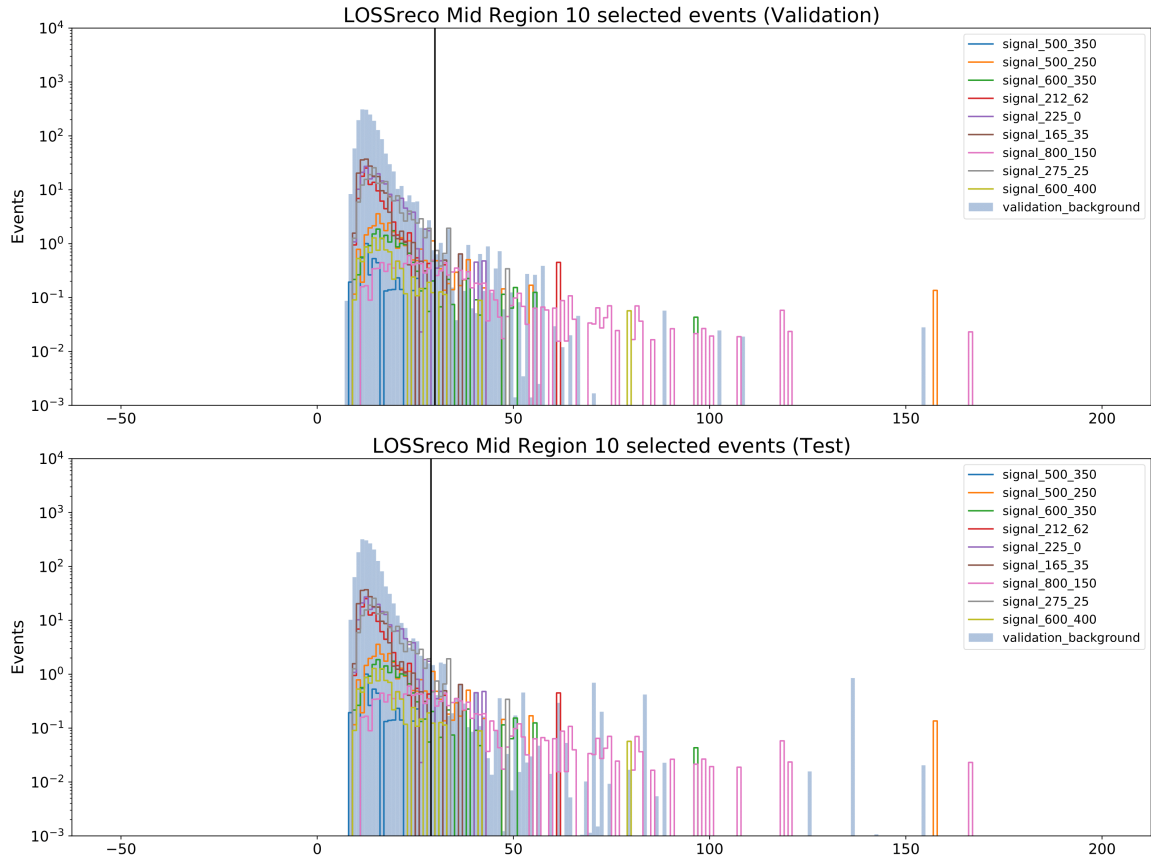 LOSSreco Mid Region 10 selected events (Validation)
10^4
10^3
10^2
10^1
10^0
10^-1
10^-2
10^-3
Events
signal_500_350
signal_500_250
signal_600_350
signal_212_62
signal_225_0
signal_165_35
signal_800_150
signal_275_25
signal_600_400
validation_background
−50 0 50 100 150 200
LOSSreco Mid Region 10 selected events (Test)
10^4
10^3
10^2
10^1
10^0
10^-1
10^-2
10^-3
Events
signal_500_350
signal_500_250
signal_600_350
signal_212_62
signal_225_0
signal_165_35
signal_800_150
signal_275_25
signal_600_400
validation_background
−50 0 50 100 150 200